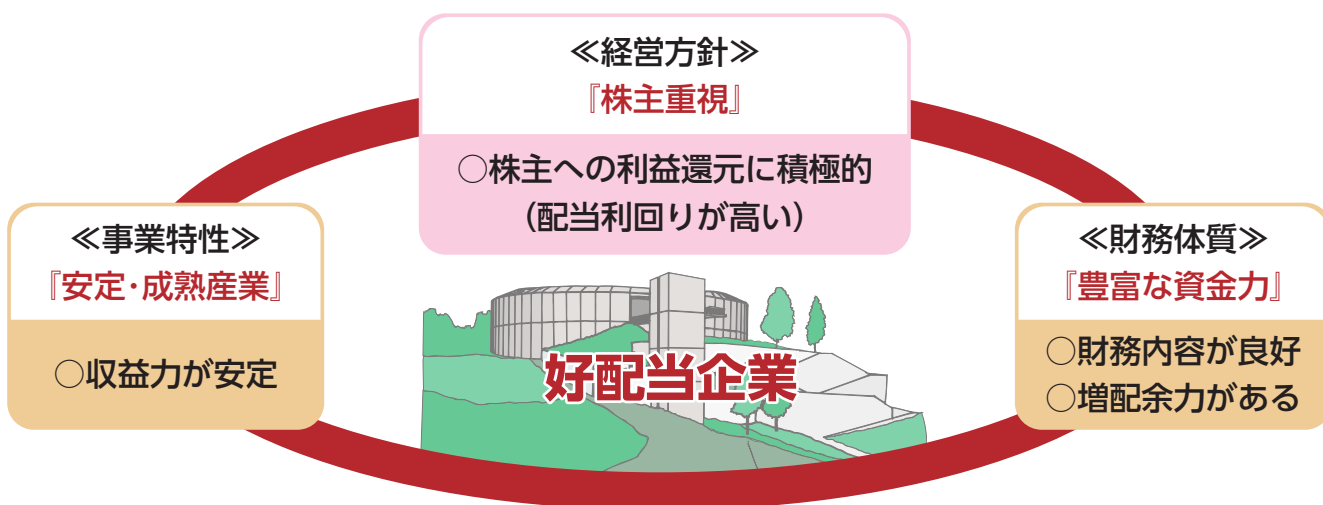 ≪経営方針≫
『株主重視』
○株主への利益還元に積極的
(配当利回りが高い)
≪事業特性≫
『安定・成熟産業』
○収益力が安定
≪財務体質≫
『豊富な資金力』
○財務内容が良好
○増配余力がある
好配当企業